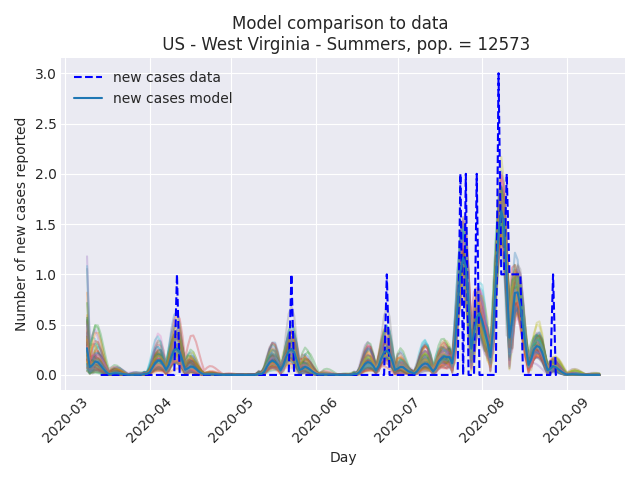 Model comparison to data
US - West Virginia - Summers, pop. = 12573
new cases data
new cases model
Number of new cases reported
3.0
2.5
2.0
1.5
1.0
0.5
0.0
2020-03
2020-04
2020-05
2020-06
2020-07
2020-08
2020-09
Day